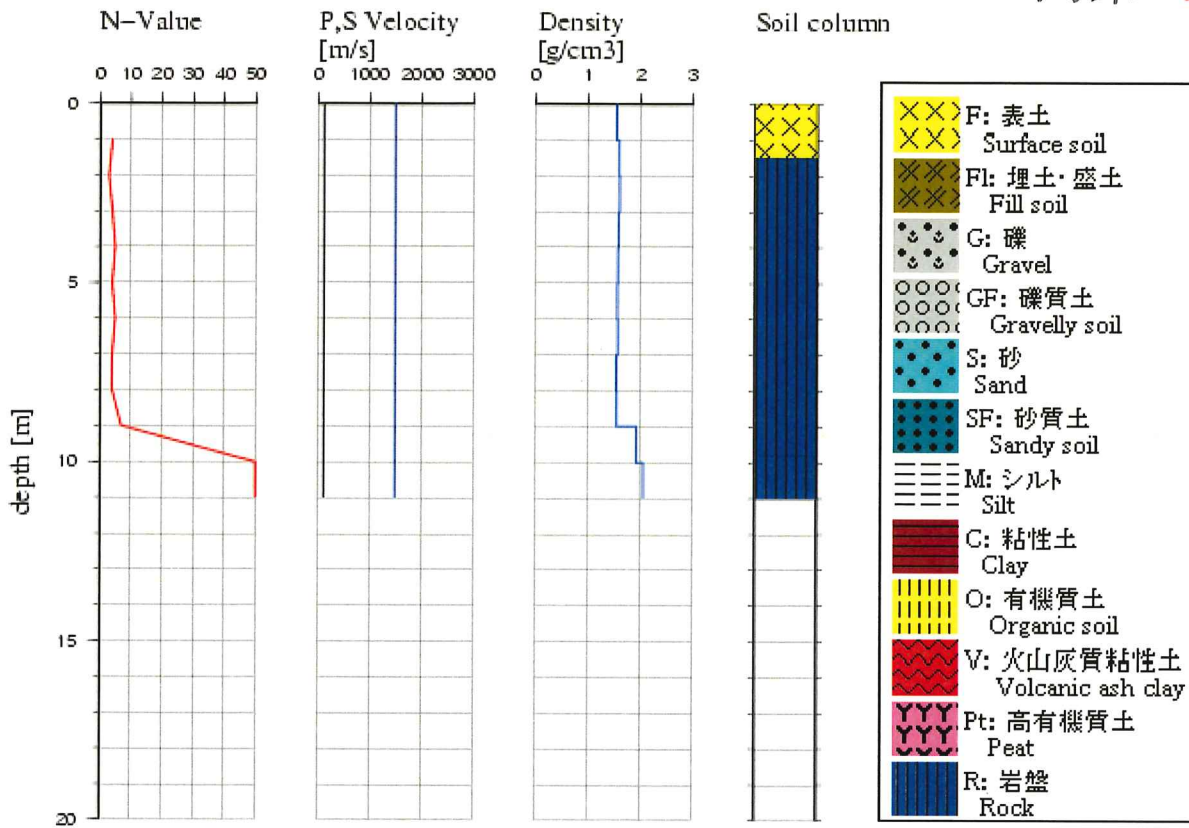 N-Value
P,S Velocity
[m/s]
Density
[g/cm3]
Soil column
0 10 20 30 40 50
0 1000 2000 3000
0 1 2 3
0
5
10
15
20
depth [m]
F: 表土
Surface soil
Fl: 埋土・盛土
Fill soil
G: 礫
Gravel
GF: 礫質土
Gravelly soil
S: 砂
Sand
SF: 砂質土
Sandy soil
M: シルト
Silt
C: 粘性土
Clay
O: 有機質土
Organic soil
V: 火山灰質粘性土
Volcanic ash clay
Pt: 高有機質土
Peat
R: 岩盤
Rock